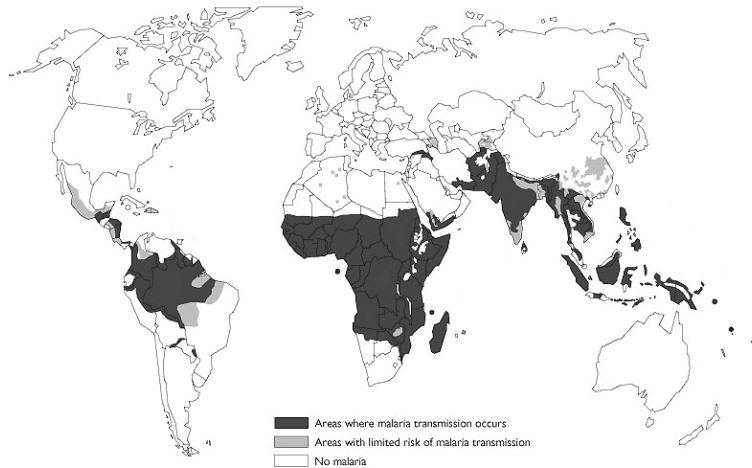 Areas where malaria transmission occurs
Areas with limited risk of malaria transmission
No malaria